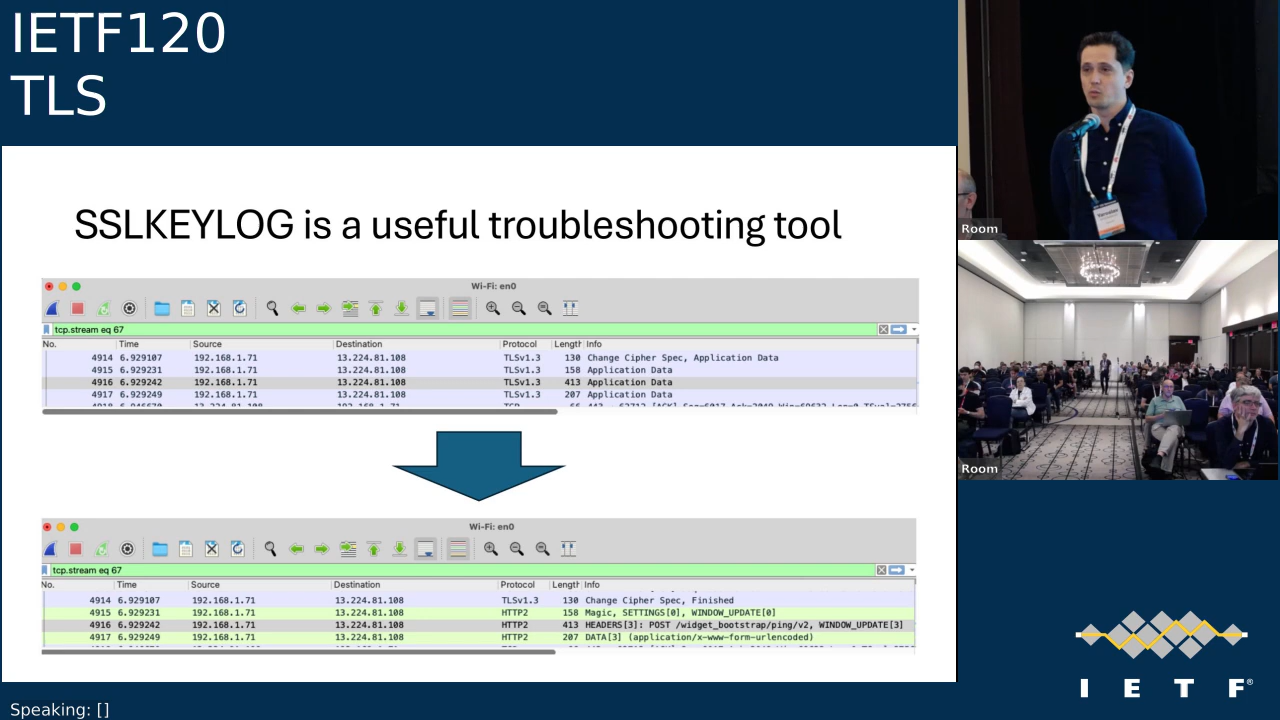 IETF120
TLS
SSLKEYLOG is a useful troubleshooting tool
Wi-Fi: en0
tcp.stream eq 67
No. Time Source Destination Protocol Length Info
4914 6.929107 192.168.1.71 13.224.81.108 TLSv1.3 130 Change Cipher Spec, Application Data
4915 6.929231 192.168.1.71 13.224.81.108 TLSv1.3 158 Application Data
4916 6.929242 192.168.1.71 13.224.81.108 TLSv1.3 413 Application Data
4917 6.929249 192.168.1.71 13.224.81.108 TLSv1.3 207 Application Data
Wi-Fi: en0
tcp.stream eq 67
No. Time Source Destination Protocol Length Info
4914 6.929107 192.168.1.71 13.224.81.108 TLSv1.3 130 Change Cipher Spec, Finished
4915 6.929231 192.168.1.71 13.224.81.108 HTTP2 158 Magic, SETTINGS[0], WINDOW_UPDATE[0]
4916 6.929242 192.168.1.71 13.224.81.108 HTTP2 413 HEADERS[3]: POST /widget_bootstrap/ping/v2, WINDOW_UPDATE[3]
4917 6.929249 192.168.1.71 13.224.81.108 HTTP2 207 DATA[3] (application/x-www-form-urlencoded)
Room
Room
I E T F®
Speaking: []